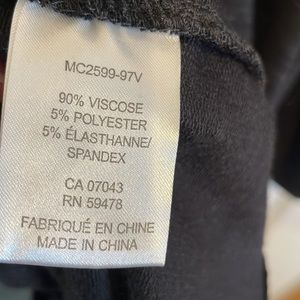 MC2599-97V
90% VISCOSE
5% POLYESTER
5% ÉLASTHANNE/
SPANDEX
CA 07043
RN 59478
FABRIQUÉ EN CHINE
MADE IN CHINA